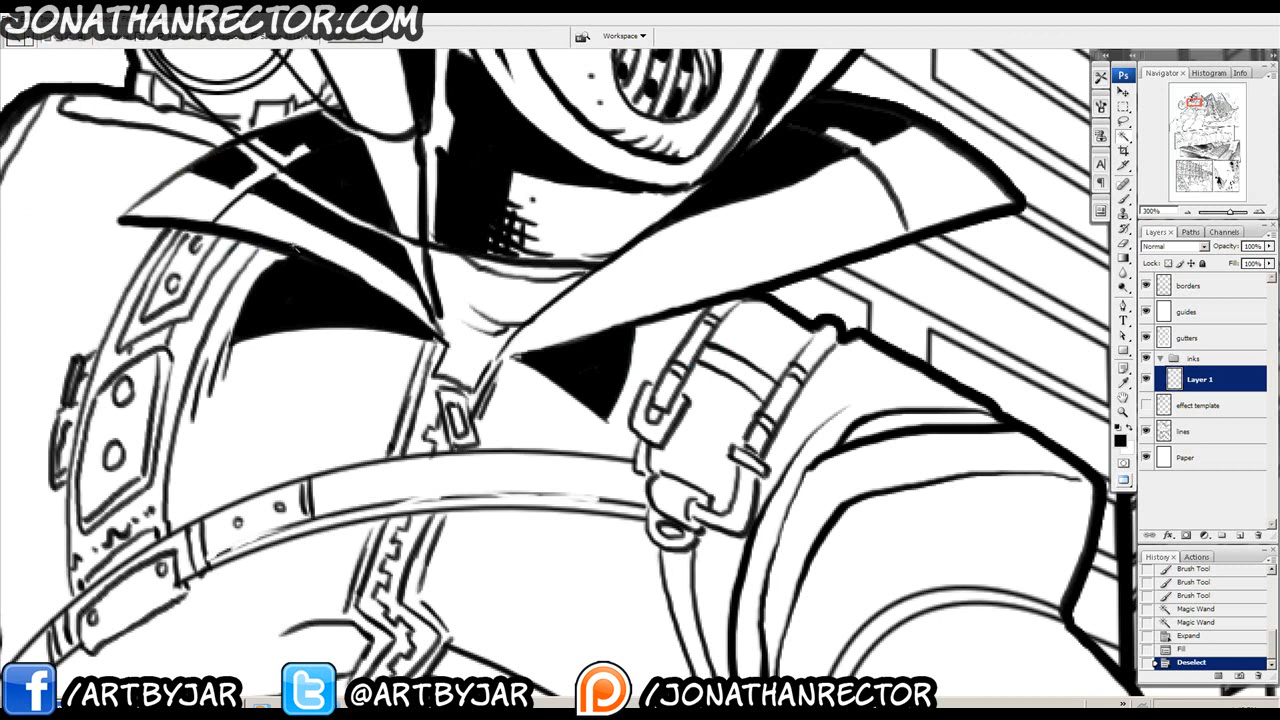 JONATHANRECTOR.COM
Workspace
Ps
Navigator Histogram Info
300%
Layers Paths Channels
Normal Opacity: 100%
Lock: Fill: 100%
borders
guides
gutters
inks
Layer 1
effect template
lines
Paper
fx
History Actions
Brush Tool
Brush Tool
Brush Tool
Magic Wand
Magic Wand
Expand
Fill
Deselect
/ARTBYJAR @ARTBYJAR /JONATHANRECTOR